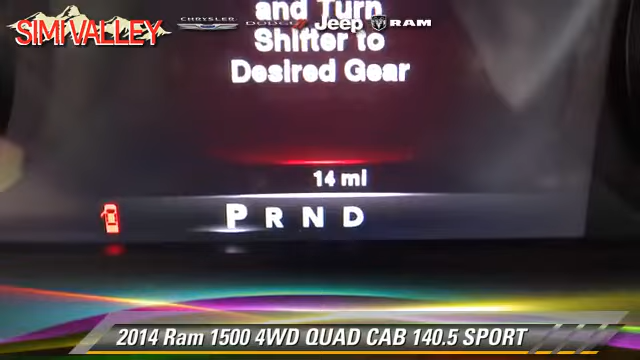 SIMI VALLEY
CHRYSLER DODGE Jeep RAM
and Turn
Shifter to
Desired Gear
14 mi
P R N D
2014 Ram 1500 4WD QUAD CAB 140.5 SPORT